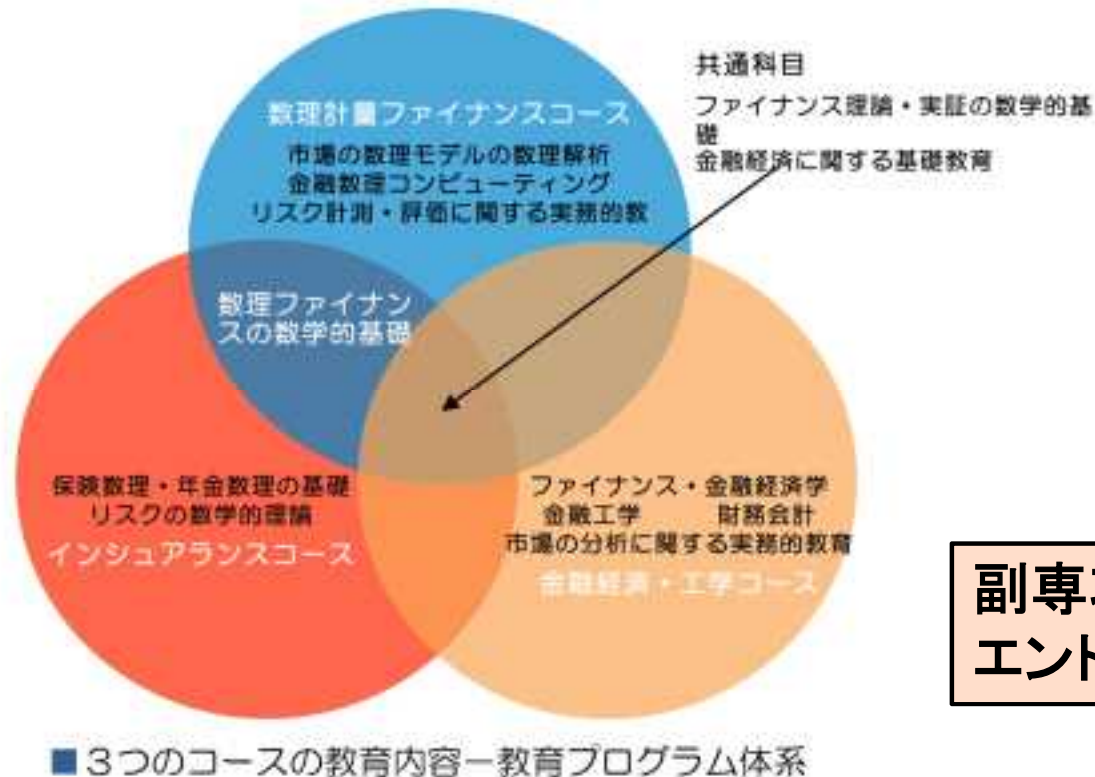 共通科目
ファイナンス理論・実証の数学的基
礎
金融経済に関する基礎教育
数理計量ファイナンスコース
市場の数理モデルの数理解析
金融数理コンピューティング
リスク計測・評価に関する実務的教
数理ファイナン
スの数学的基礎
保険数理・年金数理の基礎
リスクの数学的理論
インシュアランスコース
ファイナンス・金融経済学
金融工学 財務会計
市場の分析に関する実務的教育
金融経済・工学コース
副専
エント
■３つのコースの教育内容ー教育プログラム体系